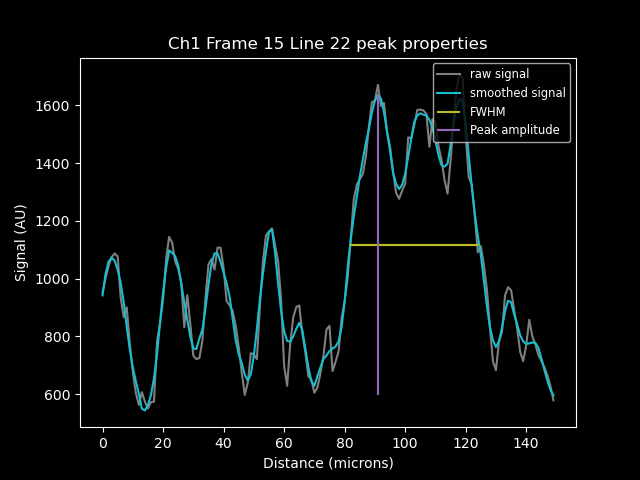 Ch1 Frame 15 Line 22 peak properties
raw signal
smoothed signal
FWHM
Peak amplitude
Signal (AU)
1600
1400
1200
1000
800
600
0 20 40 60 80 100 120 140
Distance (microns)